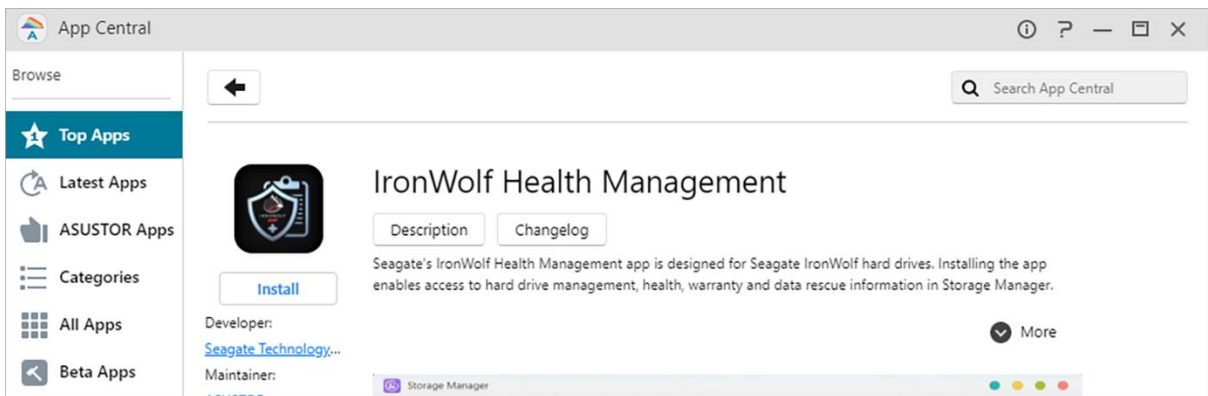 App Central
Browse
Search App Central
Top Apps
Latest Apps
ASUSTOR Apps
Categories
All Apps
Beta Apps
IronWolf Health Management
Description
Changelog
Seagate's IronWolf Health Management app is designed for Seagate IronWolf hard drives. Installing the app
enables access to hard drive management, health, warranty and data rescue information in Storage Manager.
More
Install
Developer:
Seagate Technology...
Maintainer:
Storage Manager